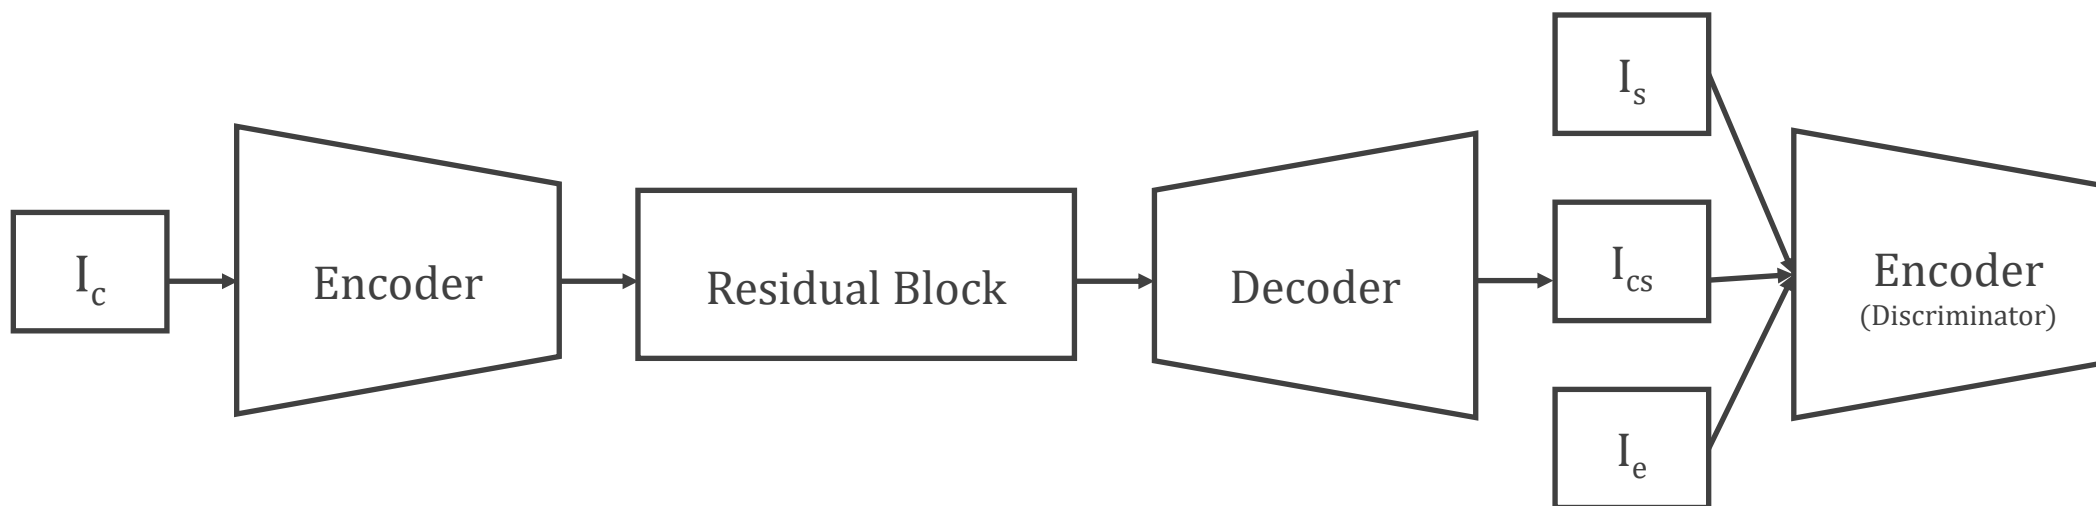 I_c
Encoder
Residual Block
Decoder
I_s
I_cs
I_e
Encoder
(Discriminator)